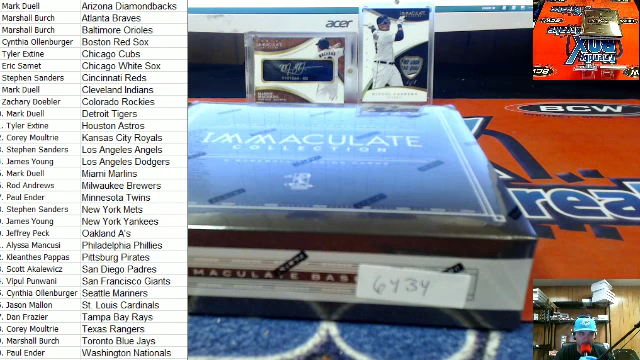 Mark Duell Arizona Diamondbacks
Marshall Burch Atlanta Braves
Marshall Burch Baltimore Orioles
Cynthia Ollenburger Boston Red Sox
Tyler Extine Chicago Cubs
Eric Samet Chicago White Sox
Stephen Sanders Cincinnati Reds
Mark Duell Cleveland Indians
Zachary Doebler Colorado Rockies
Mark Duell Detroit Tigers
Tyler Extine Houston Astros
Corey Moultrie Kansas City Royals
Stephen Sanders Los Angeles Angels
James Young Los Angeles Dodgers
Mark Duell Miami Marlins
Rod Andrews Milwaukee Brewers
Paul Ender Minnesota Twins
Stephen Sanders New York Mets
James Young New York Yankees
Jeffrey Peck Oakland A's
Alyssa Mancusi Philadelphia Phillies
Kleanthes Pappas Pittsburg Pirates
Scott Akalewicz San Diego Padres
Vipul Punwani San Francisco Giants
Cynthia Ollenburger Seattle Mariners
Jason Mallon St. Louis Cardinals
Dan Frazier Tampa Bay Rays
Corey Moultrie Texas Rangers
Marshall Burch Toronto Blue Jays
Paul Ender Washington Nationals
acer
IMMACULATE
COLLECTION
MACULATE BASE
6434
BCW
real